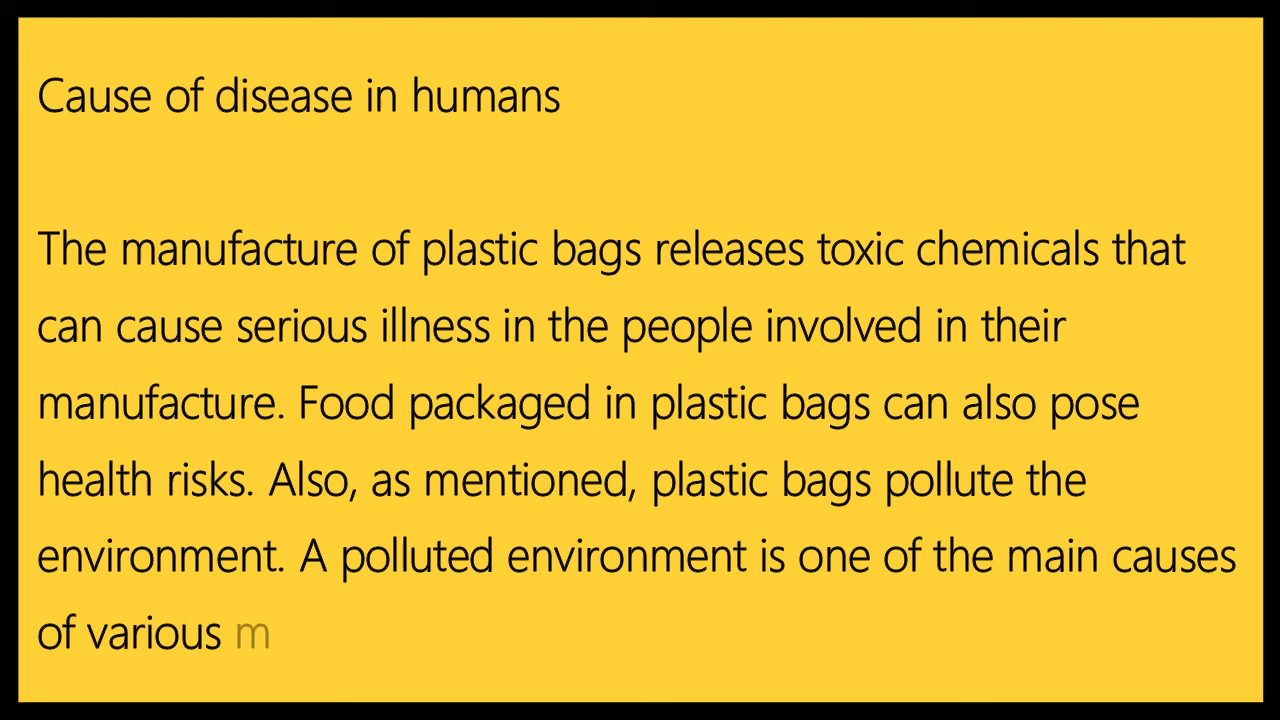 Cause of disease in humans
The manufacture of plastic bags releases toxic chemicals that
can cause serious illness in the people involved in their
manufacture. Food packaged in plastic bags can also pose
health risks. Also, as mentioned, plastic bags pollute the
environment. A polluted environment is one of the main causes
of various m